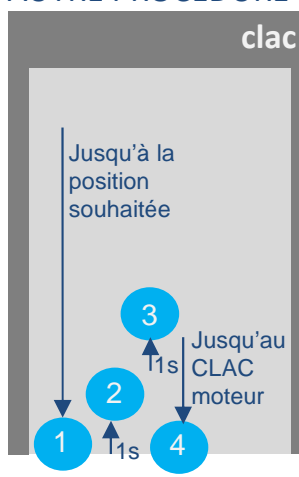 clac
Jusqu'à la
position
souhaitée
3
Jusqu'au
CLAC
moteur
1s
2
1
1s
4